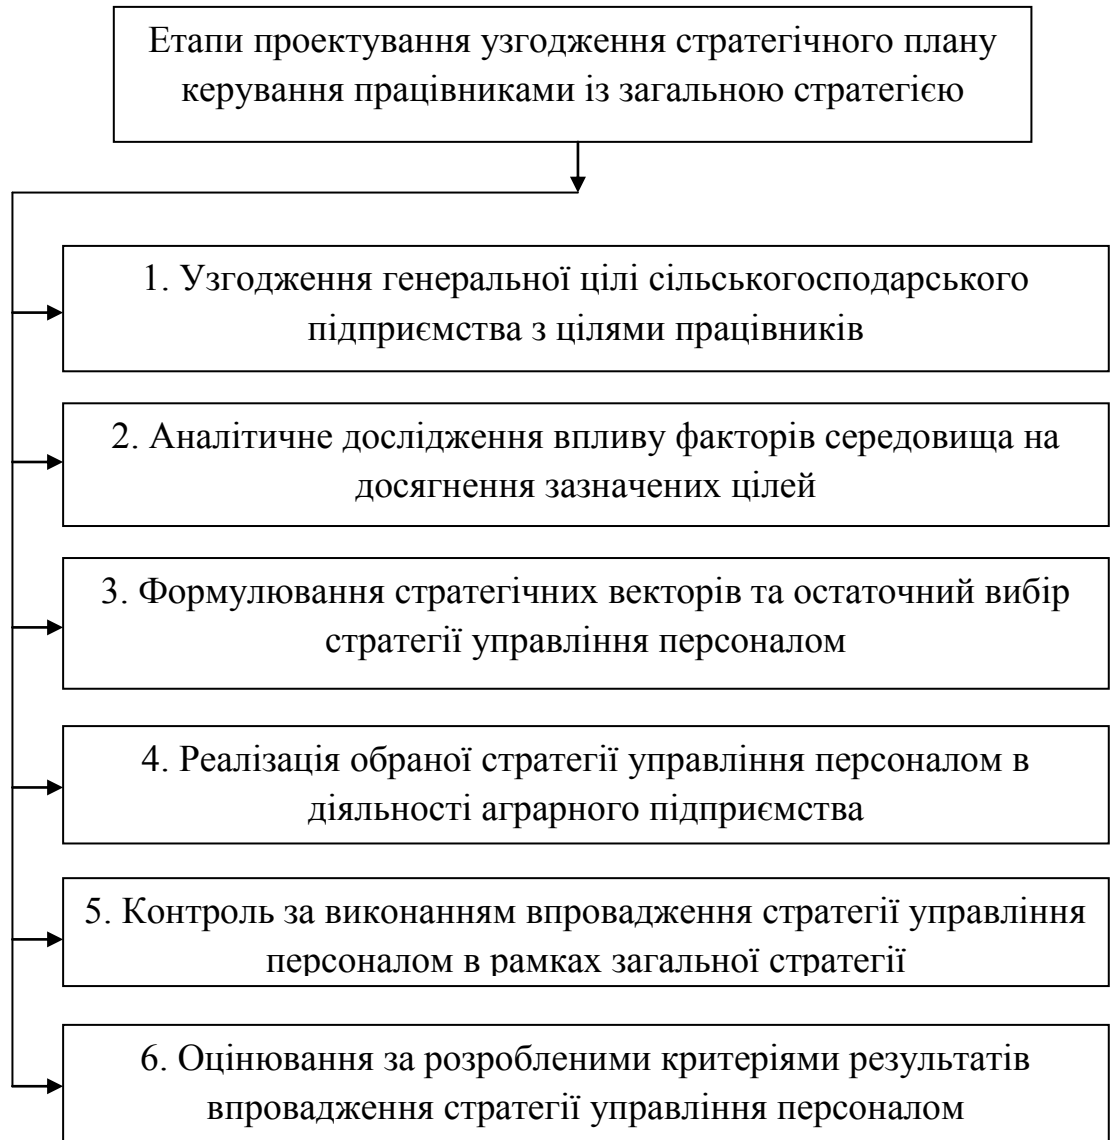 Етапи проектування узгодження стратегічного плану
керування працівниками із загальною стратегією
1. Узгодження генеральної цілі сільськогосподарського
підприємства з цілями працівників
2. Аналітичне дослідження впливу факторів середовища на
досягнення зазначених цілей
3. Формулювання стратегічних векторів та остаточний вибір
стратегії управління персоналом
4. Реалізація обраної стратегії управління персоналом в
діяльності аграрного підприємства
5. Контроль за виконанням впровадження стратегії управління
персоналом в рамках загальної стратегії
6. Оцінювання за розробленими критеріями результатів
впровадження стратегії управління персоналом